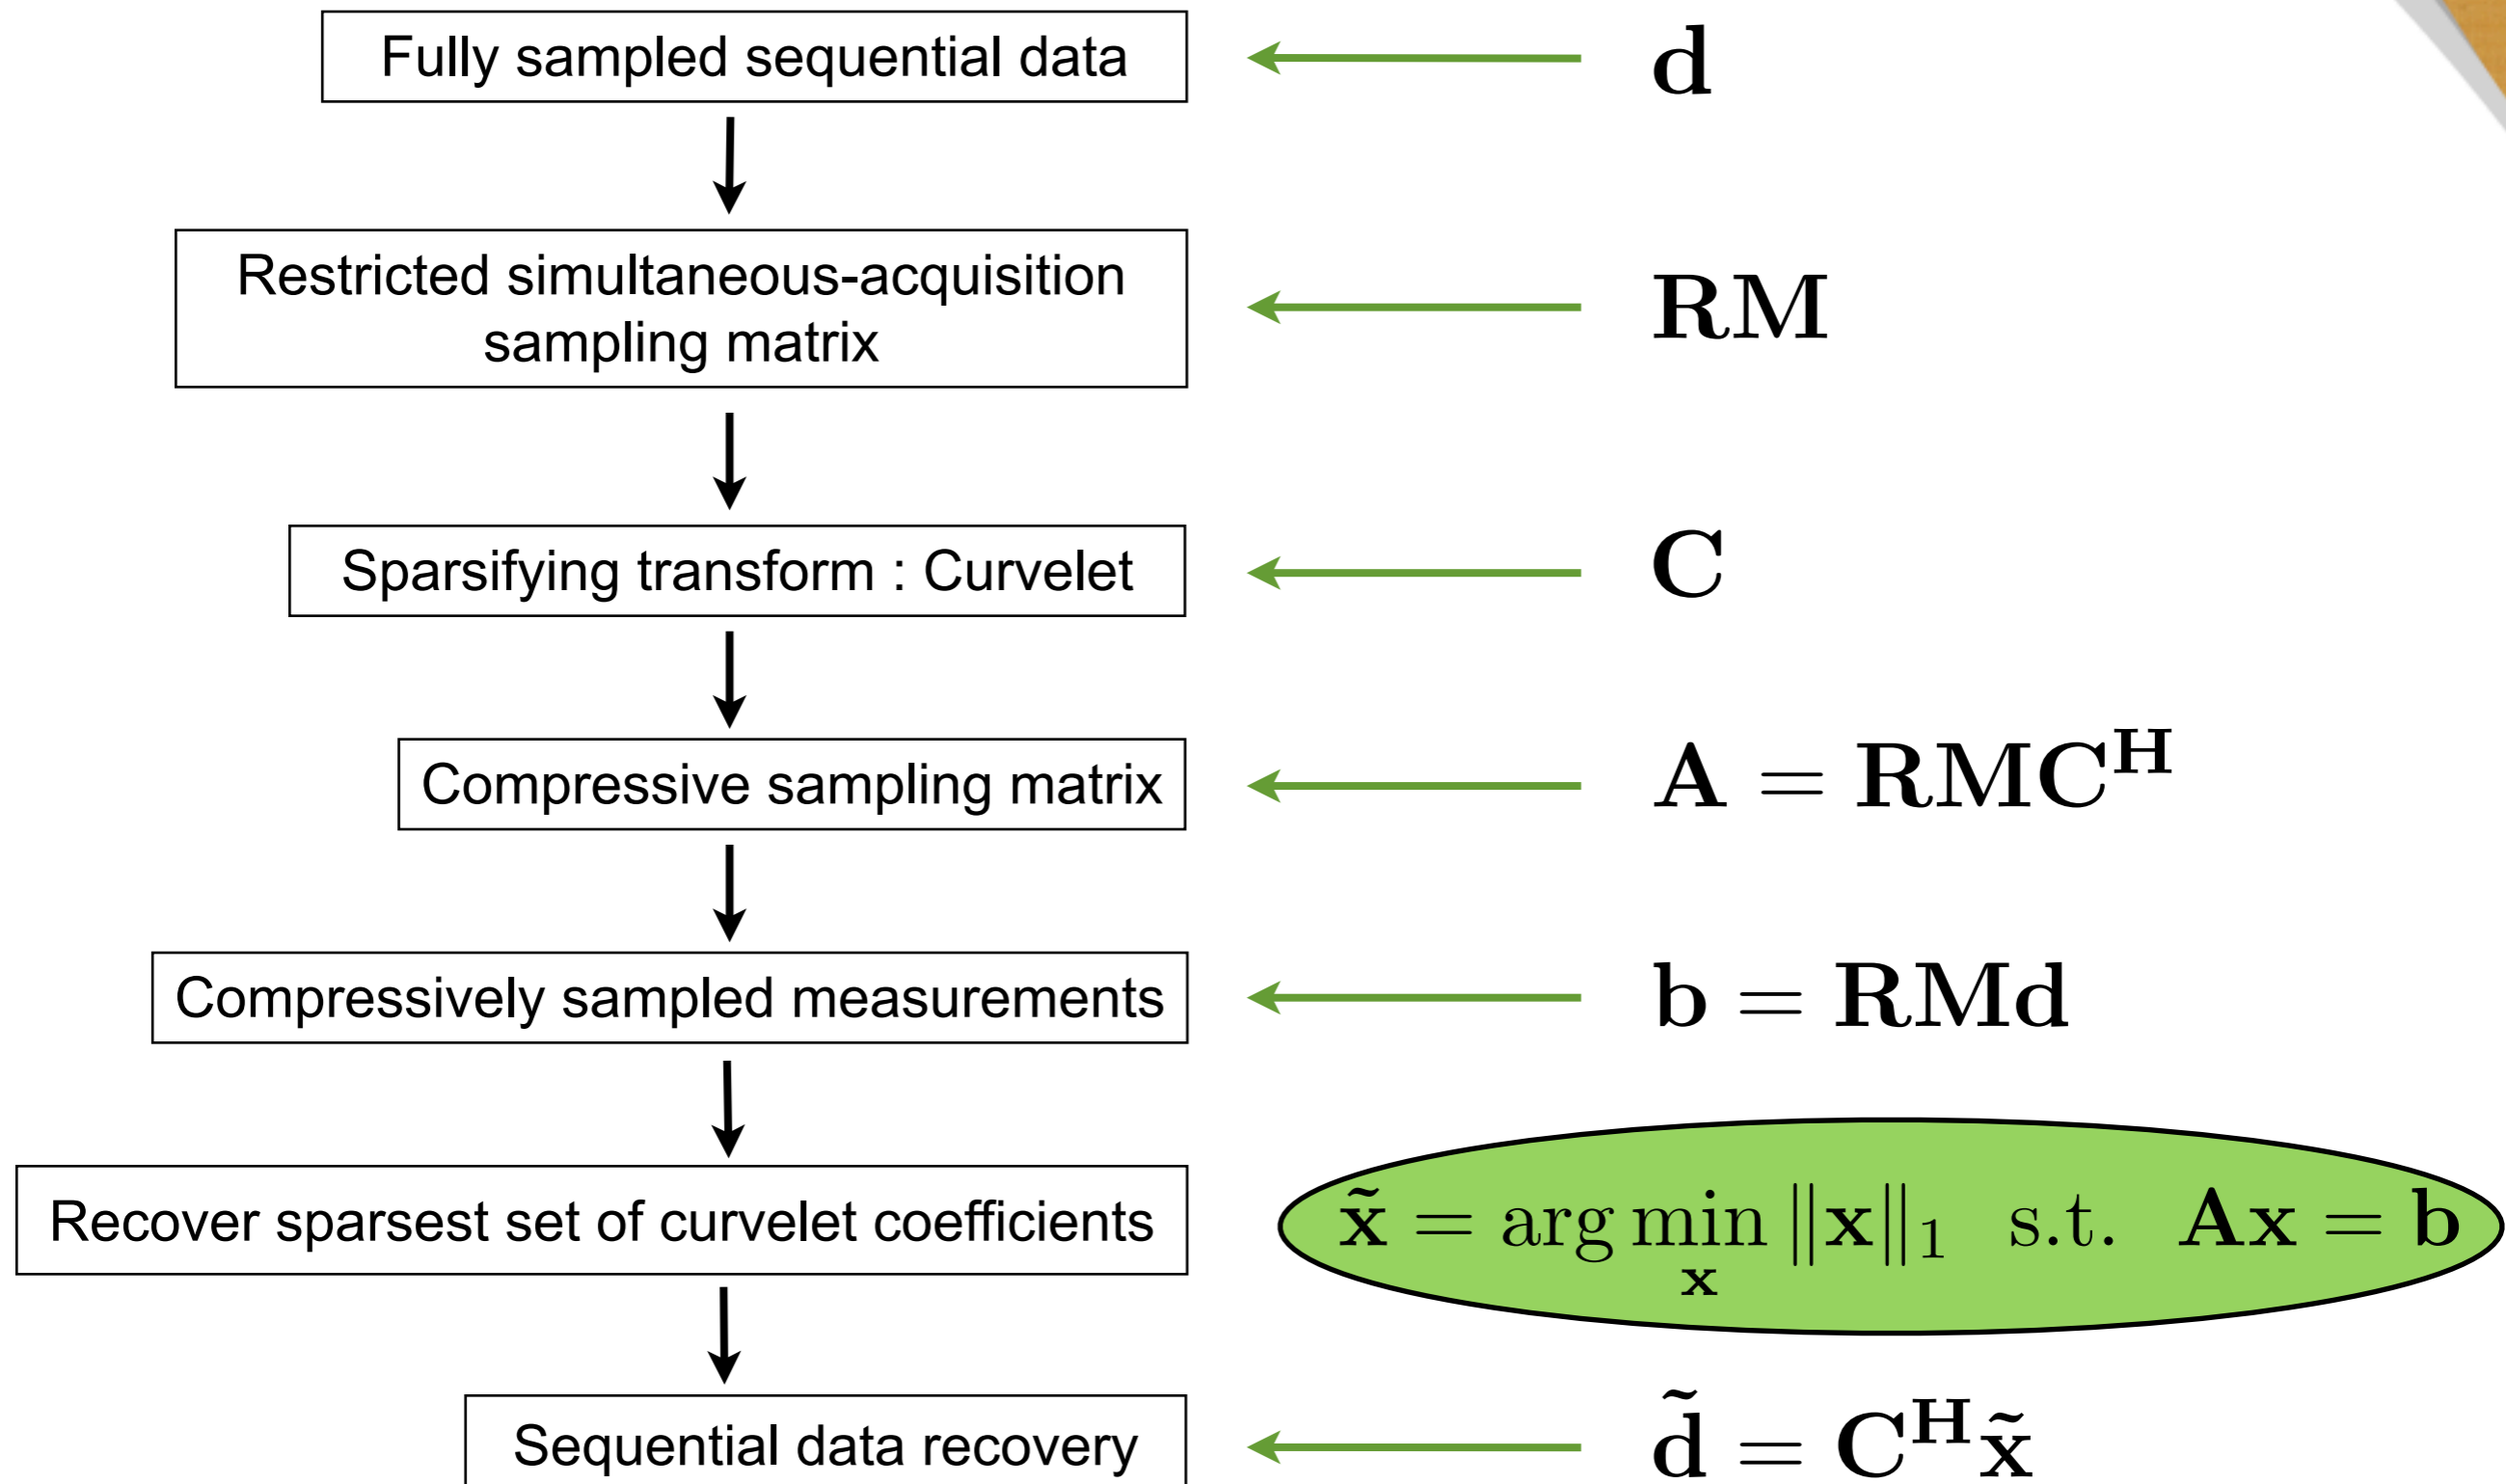 Fully sampled sequential data
d
Restricted simultaneous-acquisition
sampling matrix
RM
Sparsifying transform : Curvelet
C
Compressive sampling matrix
A = RMC^H
Compressively sampled measurements
b = RMd
Recover sparsest set of curvelet coefficients
x̃ = arg min_x ‖x‖₁ s.t. Ax = b
Sequential data recovery
d̃ = C^H x̃